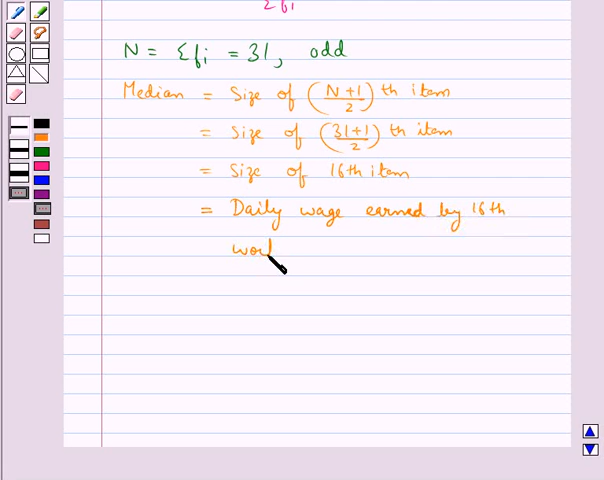 Σfi
N = Σfi = 31, odd
Median = Size of (N+1/2) th item
= Size of (31+1/2) th item
= Size of 16th item
= Daily wage earned by 16th